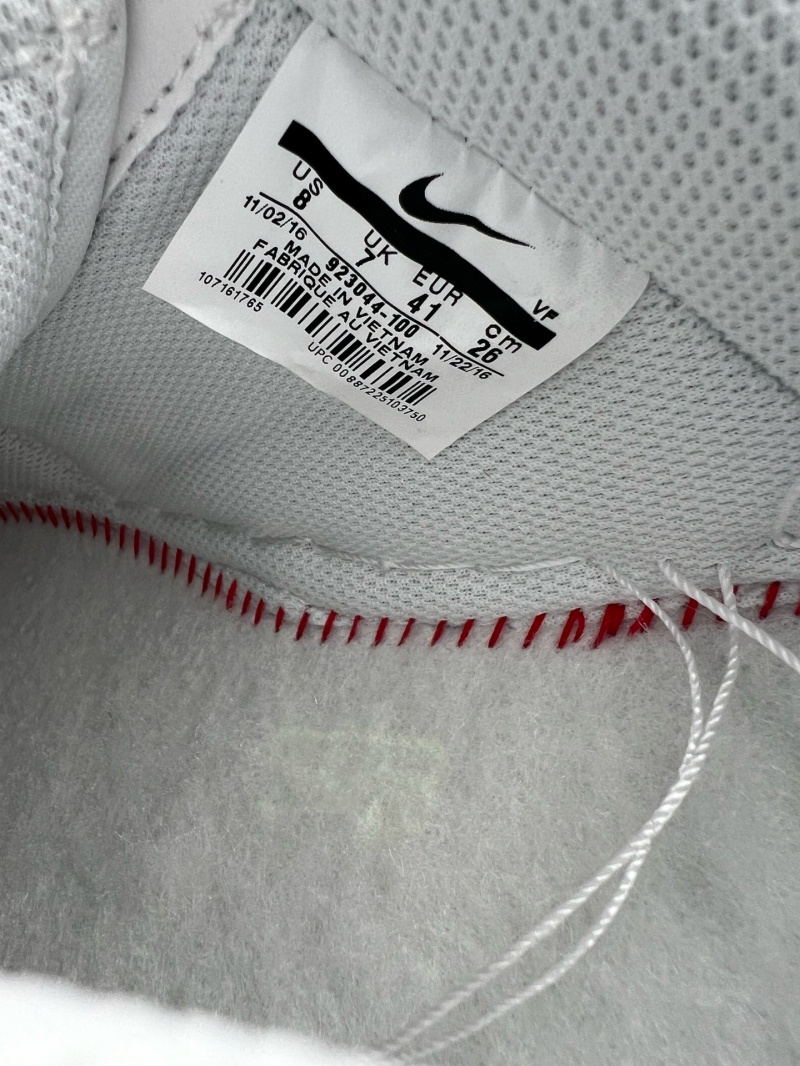 US UK EUR cm VF
8 7 41 26
11/02/16 923044-100 11/22/16
MADE IN VIETNAM
FABRIQUE AU VIETNAM
107161765
UPC 00887225103750